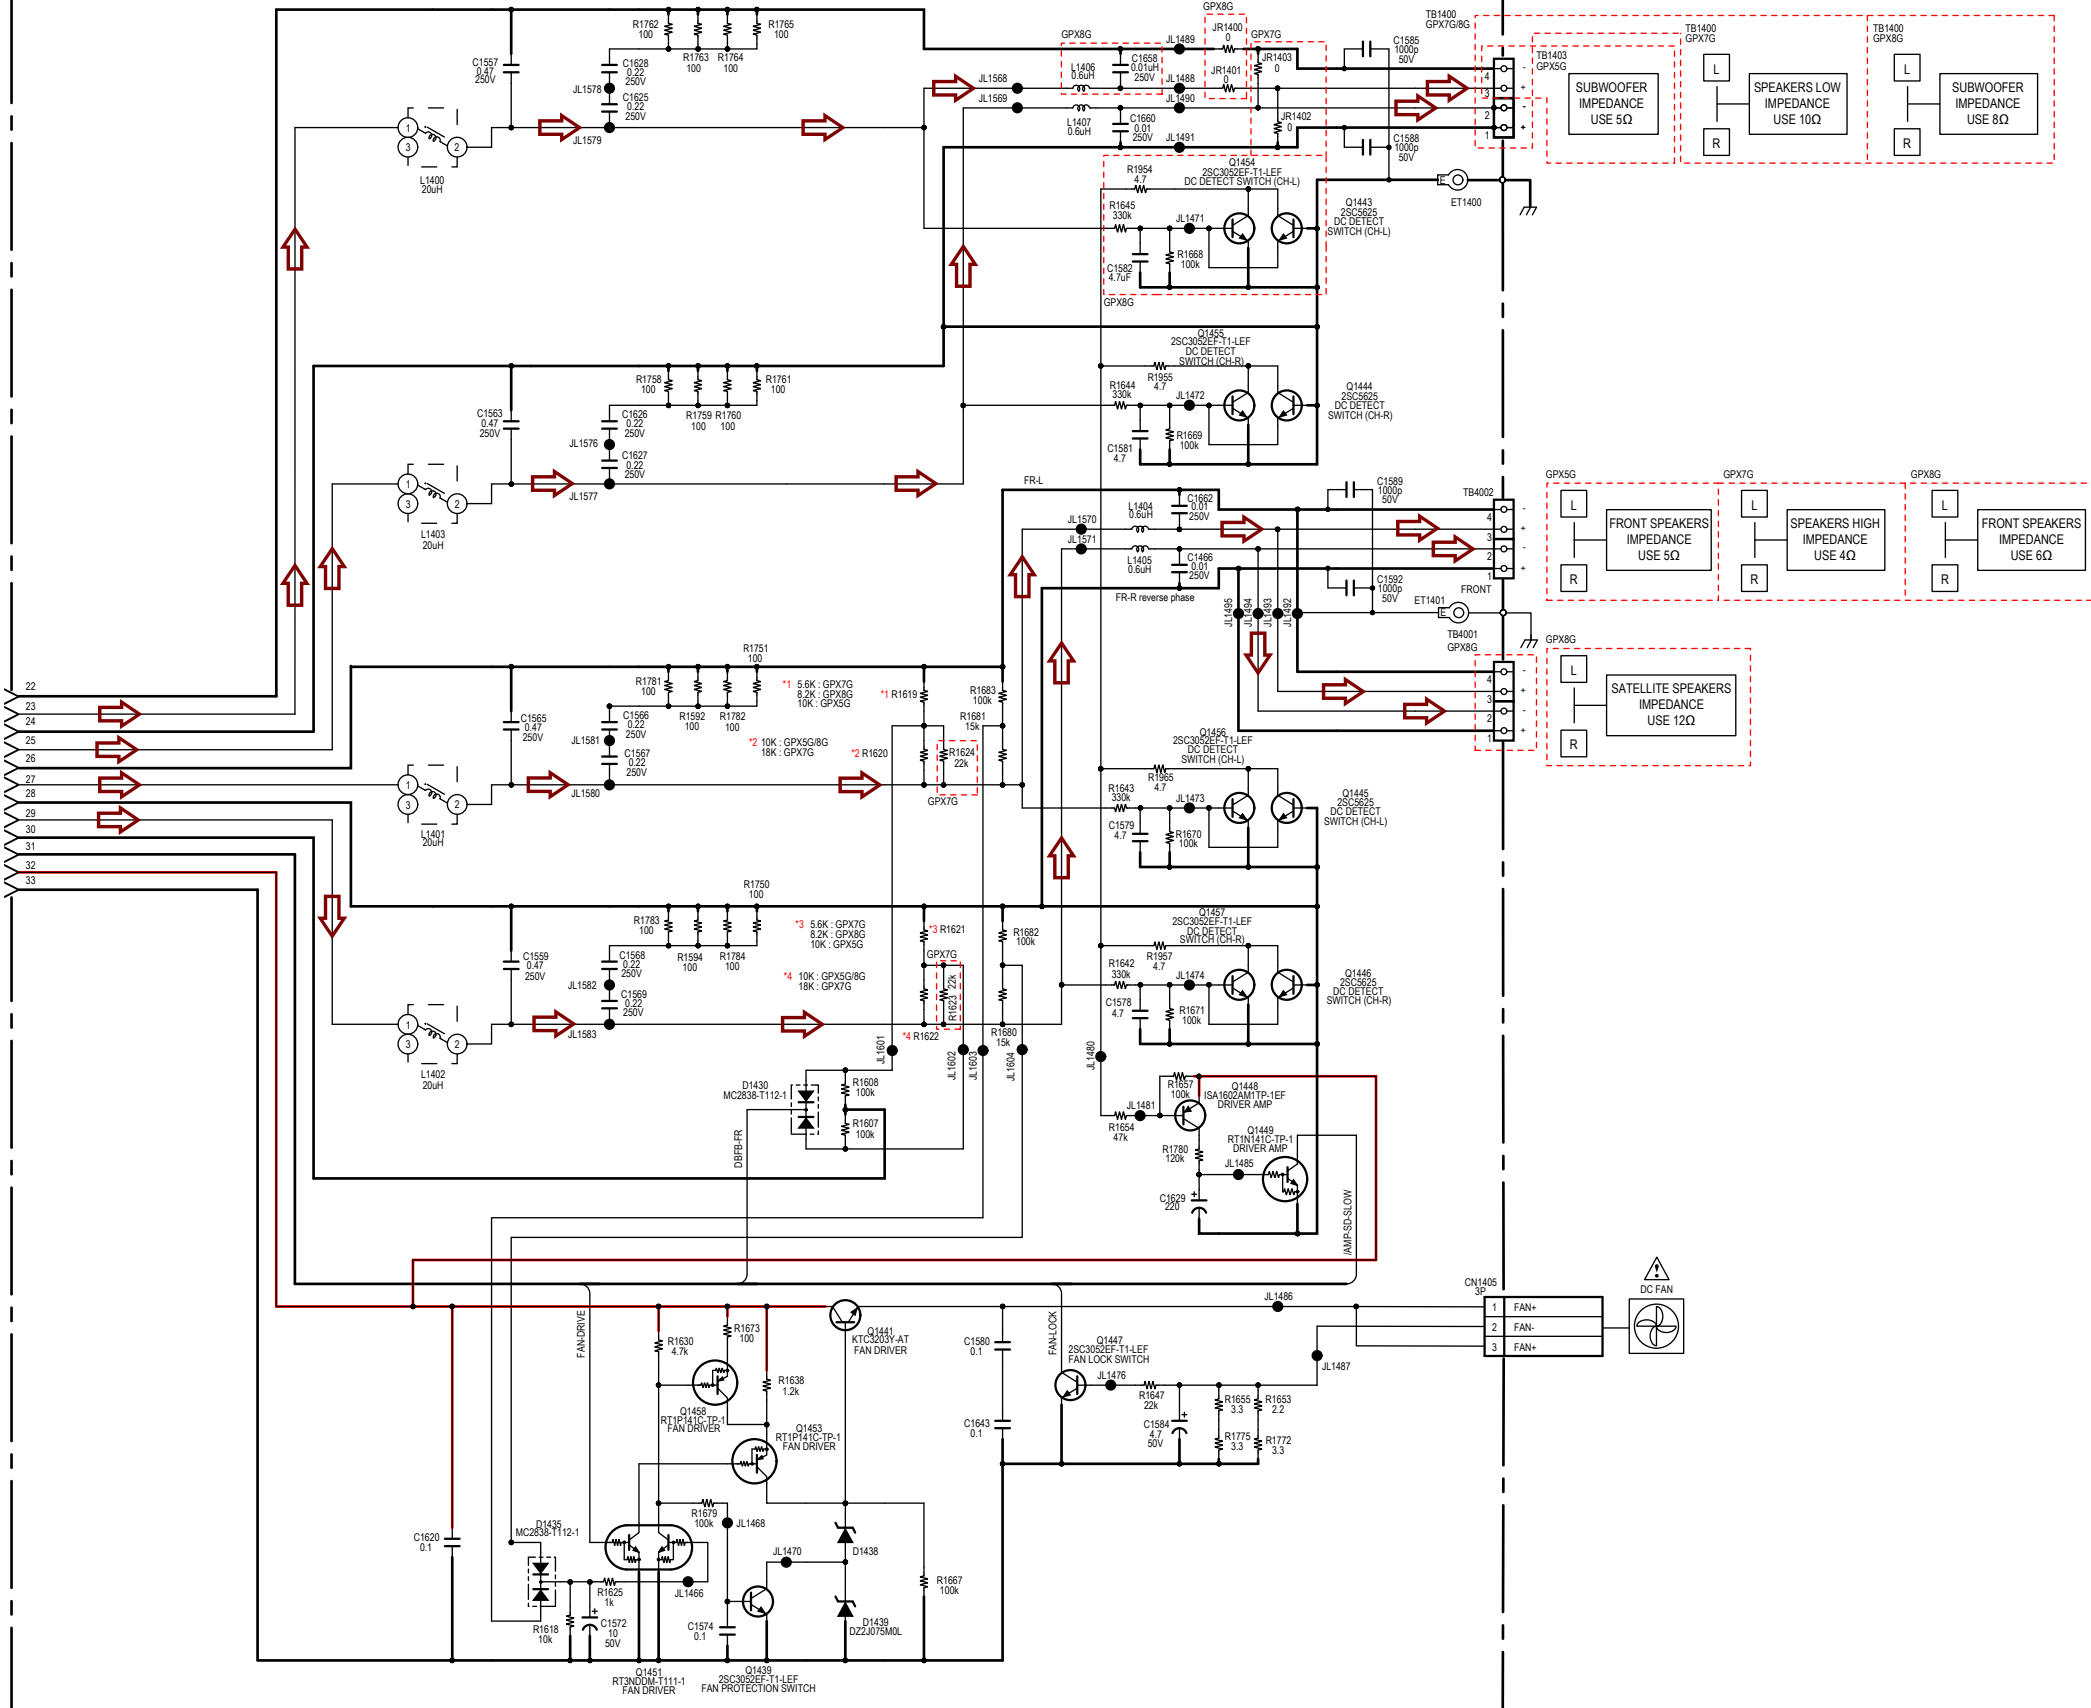 R1762
100
R1765
100
R1763
100
R1764
100
C1557
0.47
250V
C1628
0.22
250V
JL1578
C1625
0.22
250V
JL1579
1
3
2
L1400
20uH
GPX8G
L1406
0.6uH
C1658
0.01uH
250V
JL1489
GPX8G
JR1400
0
JR1401
0
GPX7G
JR1403
0
JL1568
JL1569
JL1488
JL1490
L1407
0.6uH
C1660
0.01
250V
JL1491
JR1402
0
C1585
1000p
50V
C1588
1000p
50V
TB1400
GPX7G/8G
TB1403
GPX5G
4
3
2
1
-
+
-
+
SUBWOOFER
IMPEDANCE
USE 5Ω
TB1400
GPX7G
L
R
SPEAKERS LOW
IMPEDANCE
USE 10Ω
TB1400
GPX8G
L
R
SUBWOOFER
IMPEDANCE
USE 8Ω
E
ET1400
Q1454
2SC3052EF-T1-LEF
DC DETECT SWITCH (CH-L)
R1954
4.7
R1645
330k
JL1471
C1582
4.7uF
R1668
100k
Q1443
2SC5625
DC DETECT
SWITCH (CH-L)
GPX8G
Q1455
2SC3052EF-T1-LEF
DC DETECT
SWITCH (CH-R)
R1955
4.7
R1644
330k
JL1472
C1581
4.7
R1669
100k
Q1444
2SC5625
DC DETECT
SWITCH (CH-R)
R1758
100
R1761
100
R1759
100
R1760
100
C1563
0.47
250V
C1626
0.22
250V
JL1576
C1627
0.22
250V
JL1577
1
3
2
L1403
20uH
FR-L
JL1570
JL1571
L1404
0.6uH
C1662
0.01
250V
L1405
0.6uH
C1466
0.01
250V
FR-R reverse phase
C1589
1000p
50V
C1592
1000p
50V
JL1495
JL1494
JL1493
JL1492
TB4002
4
3
2
1
-
+
-
+
FRONT
ET1401
E
TB4001
GPX8G
4
3
2
1
-
+
-
+
GPX5G
L
R
FRONT SPEAKERS
IMPEDANCE
USE 5Ω
GPX7G
L
R
SPEAKERS HIGH
IMPEDANCE
USE 4Ω
GPX8G
L
R
FRONT SPEAKERS
IMPEDANCE
USE 6Ω
GPX8G
L
R
SATELLITE SPEAKERS
IMPEDANCE
USE 12Ω
22
23
24
25
26
27
28
29
30
31
32
33
R1751
100
R1781
100
R1592
100
R1782
100
C1565
0.47
250V
C1566
0.22
250V
JL1581
C1567
0.22
250V
JL1580
1
3
2
L1401
20uH
*1 5.6K : GPX7G
8.2K : GPX8G
10K : GPX5G
*2 10K : GPX5G/8G
18K : GPX7G
*1 R1619
*2 R1620
R1624
22k
GPX7G
R1683
100k
R1681
15k
Q1456
2SC3052EF-T1-LEF
DC DETECT
SWITCH (CH-L)
R1965
4.7
R1643
330k
JL1473
C1579
4.7
R1670
100k
Q1445
2SC5625
DC DETECT
SWITCH (CH-L)
R1750
100
R1783
100
R1594
100
R1784
100
C1559
0.47
250V
C1568
0.22
250V
JL1582
C1569
0.22
250V
JL1583
1
3
2
L1402
20uH
*3 5.6K : GPX7G
8.2K : GPX8G
10K : GPX5G
*4 10K : GPX5G/8G
18K : GPX7G
*3 R1621
GPX7G
R1623 22k
*4 R1622
R1682
100k
R1680
15k
JL1601
JL1602
JL1603
JL1604
JL1480
Q1457
2SC3052EF-T1-LEF
DC DETECT
SWITCH (CH-R)
R1957
4.7
R1642
330k
JL1474
C1578
4.7
R1671
100k
Q1446
2SC5625
DC DETECT
SWITCH (CH-R)
D1430
MC2838-T112-1
R1608
100k
R1607
100k
DBFB-FR
R1657
100k
Q1448
ISA1602AM1TP-1EF
DRIVER AMP
JL1481
R1654
47k
R1780
120k
Q1449
RT1N141C-TP-1
DRIVER AMP
JL1485
C1629
220
+
/AMP-SD-SLOW
FAN-DRIVE
R1630
4.7k
R1673
100
Q1441
KTC3203Y-AT
FAN DRIVER
R1638
1.2k
Q1458
RT1P141C-TP-1
FAN DRIVER
Q1453
RT1P141C-TP-1
FAN DRIVER
C1580
0.1
C1643
0.1
FAN-LOCK
Q1447
2SC3052EF-T1-LEF
FAN LOCK SWITCH
JL1476
R1647
22k
C1584
4.7
50V
+
R1655
3.3
R1653
2.2
R1775
3.3
R1772
3.3
JL1486
JL1487
CN1405
3P
1 FAN+
2 FAN-
3 FAN+
DC FAN
C1620
0.1
D1435
MC2838-T112-1
R1618
10k
R1625
1k
C1572
10
50V
+
JL1466
R1679
100k
JL1468
JL1470
D1438
D1439
DZ2J075M0L
R1667
100k
C1574
0.1
Q1451
RT3NDDM-T111-1
FAN DRIVER
Q1439
2SC3052EF-T1-LEF
FAN PROTECTION SWITCH